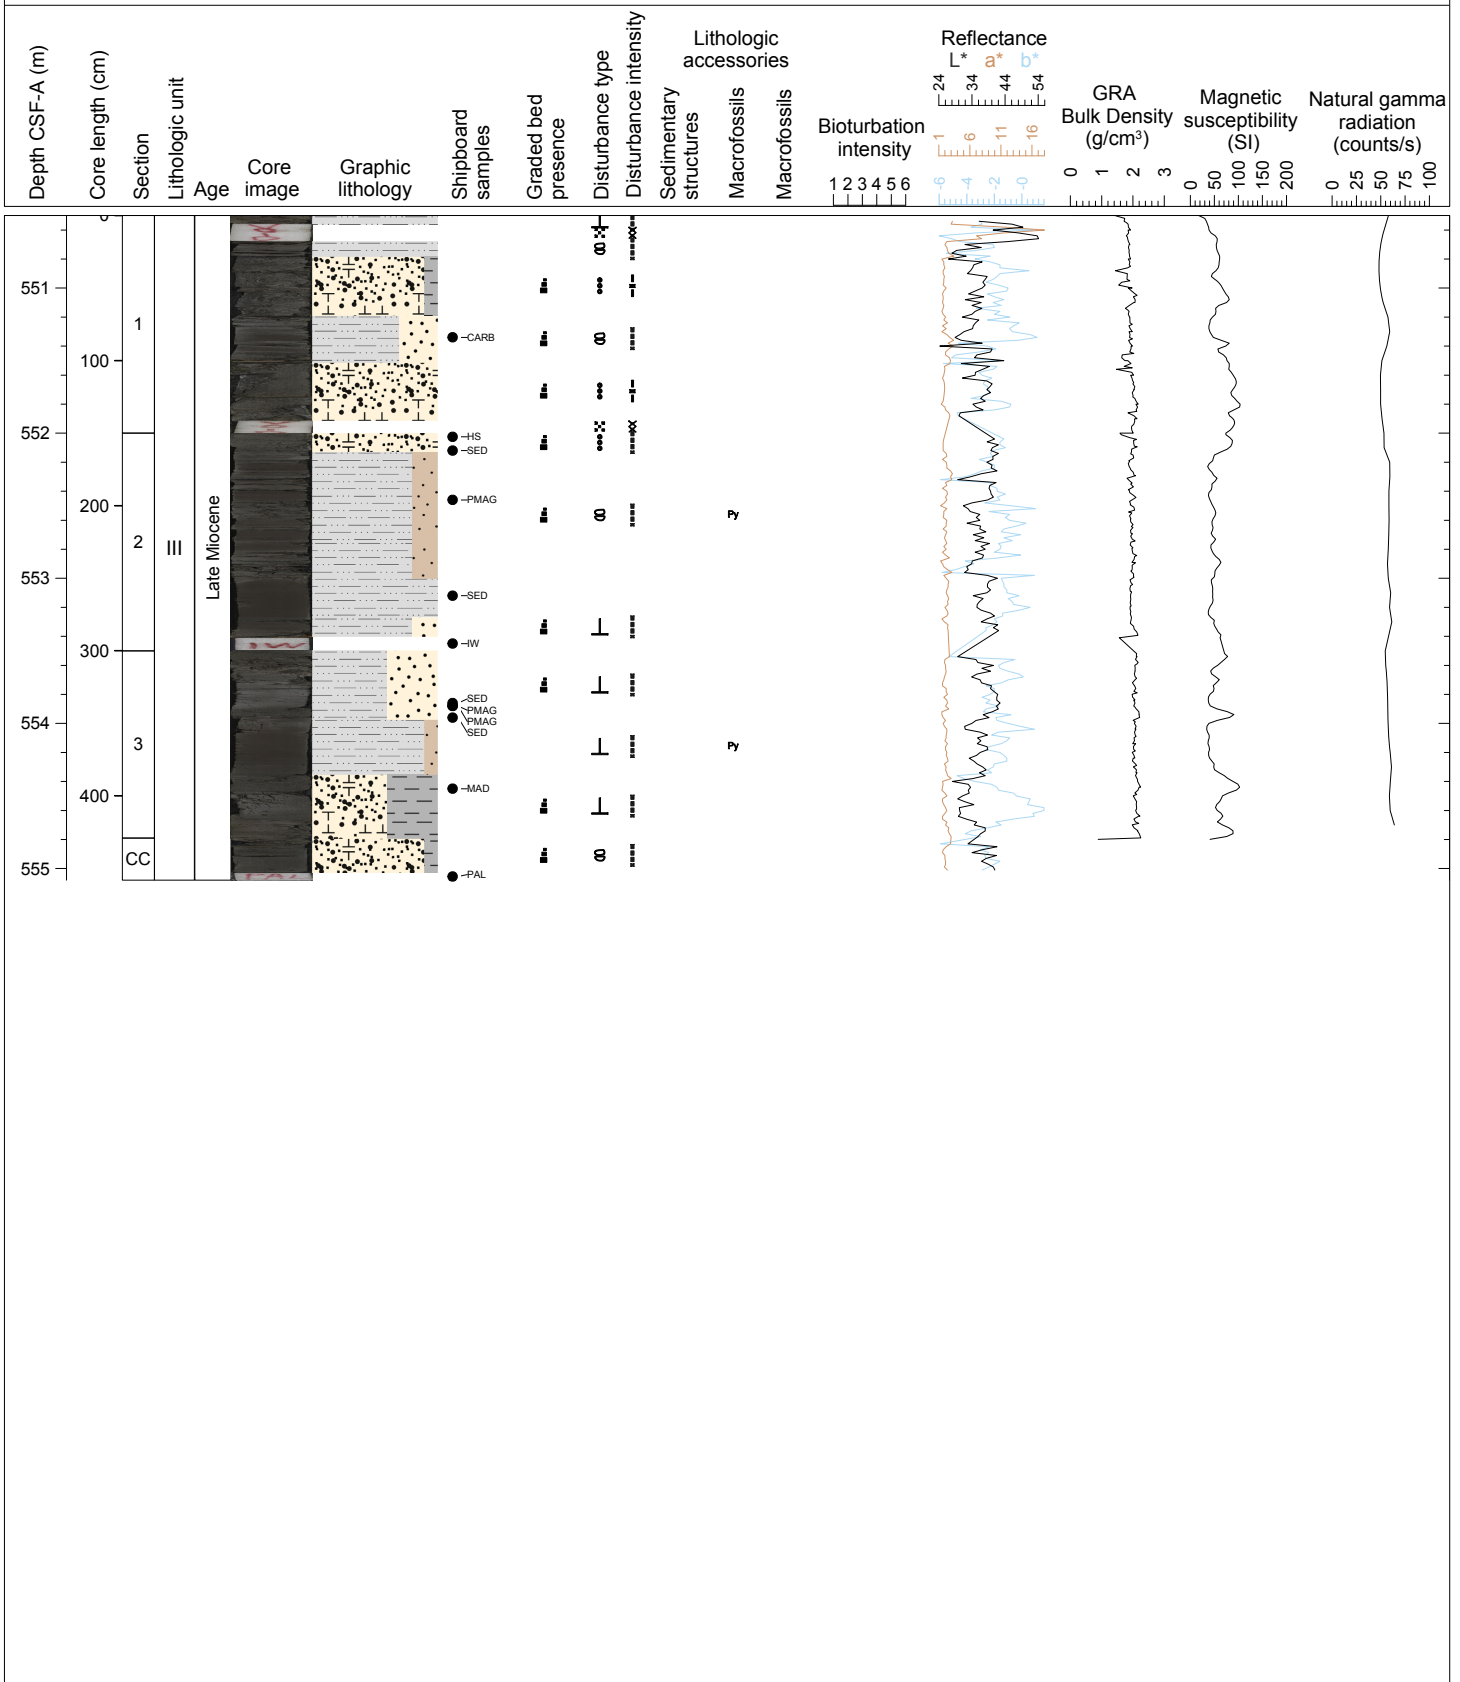 Depth CSF-A (m)
Core length (cm)
Section
Lithologic unit
Age
Core
image
Graphic
lithology
Shipboard
samples
Graded bed
presence
Disturbance type
Disturbance intensity
Lithologic
accessories
Sedimentary
structures
Macrofossils
Macrofossils
Bioturbation
intensity
1 2 3 4 5 6
Reflectance
L* a* b*
24 34 44 54
1 6 11 16
-6 -4 -2 -0
GRA
Bulk Density
(g/cm³)
0 1 2 3
Magnetic
susceptibility
(SI)
0 50 100 150 200
Natural gamma
radiation
(counts/s)
0 25 50 75 100
0
551
1
CARB
100
552
HS
SED
PMAG
200
Py
2
III
Late Miocene
553
SED
IW
IW
300
SED
PMAG
PMAG
SED
554
3
Py
MAD
400
CC
555
PAL
PAL